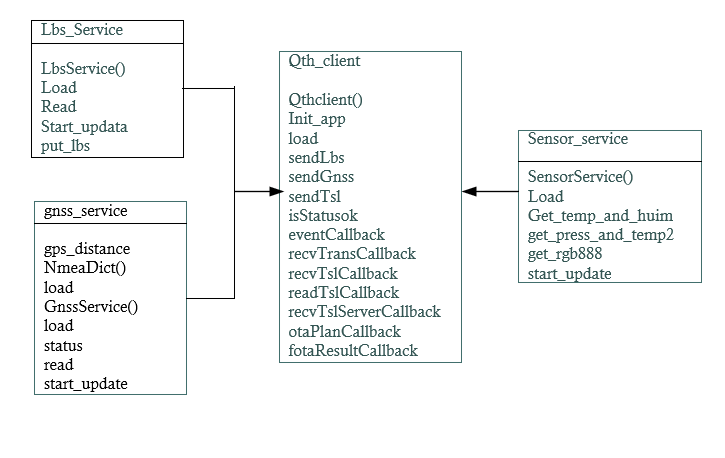 Lbs_Service
LbsService()
Load
Read
Start_updata
put_lbs
gnss_service
gps_distance
NmeaDict()
load
GnssService()
load
status
read
start_update
Qth_client
Qthclient()
Init_app
load
sendLbs
sendGnss
sendTsl
isStatusok
eventCallback
recvTransCallback
recvTslCallback
readTslCallback
recvTslServerCallback
otaPlanCallback
fotaResultCallback
Sensor_service
SensorService()
Load
Get_temp_and_huim
get_press_and_temp2
get_rgb888
start_update